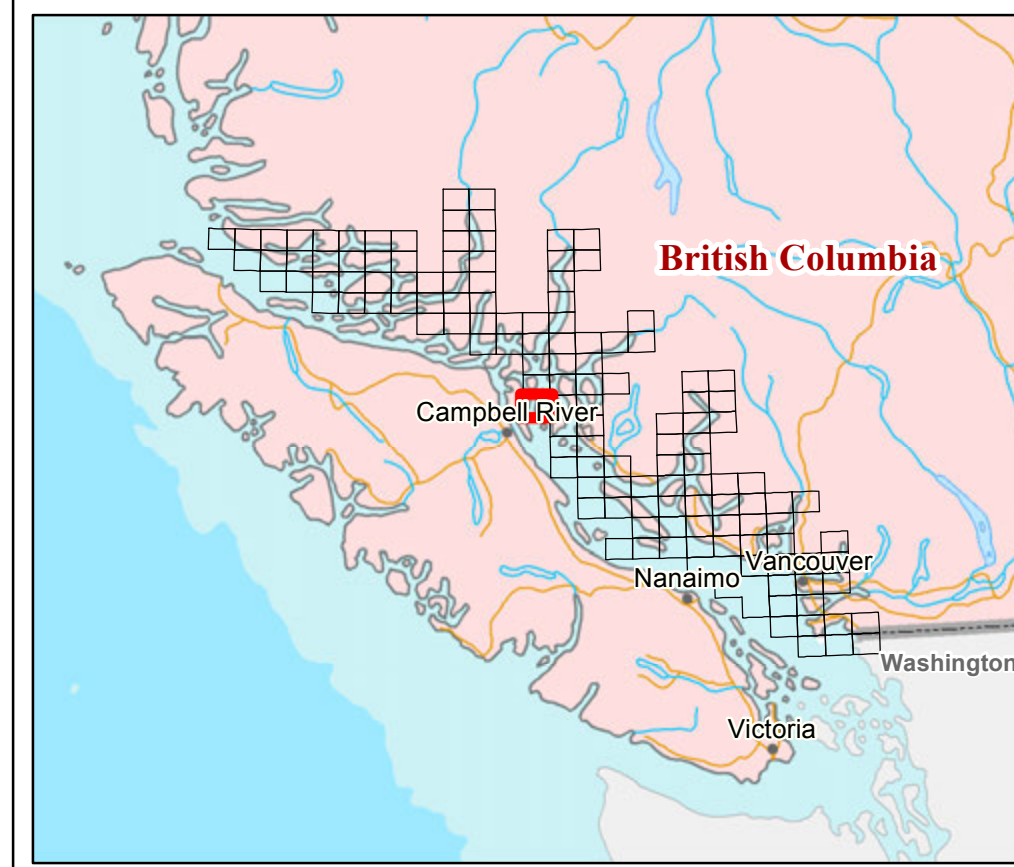 British Columbia
Campbell River
Vancouver
Nanaimo
Washington
Victoria